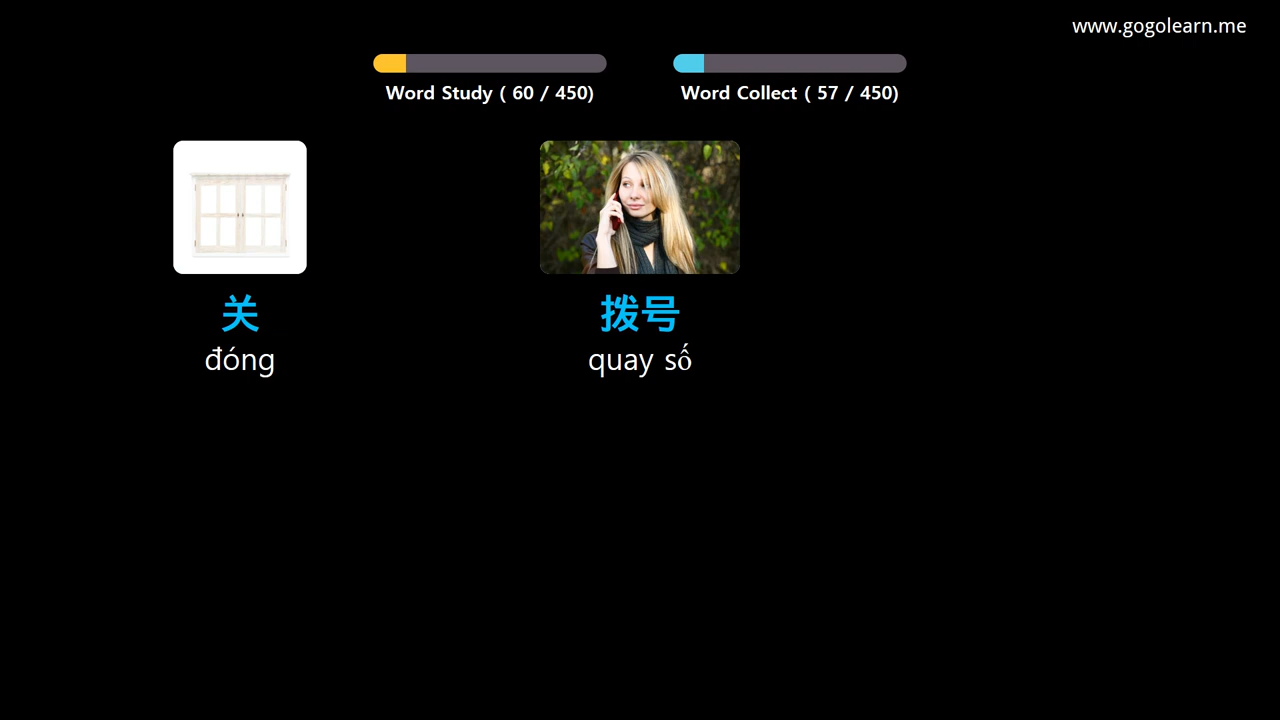 www.gogolearn.me
Word Study ( 60 / 450)
Word Collect ( 57 / 450)
关
đóng
拨号
quay số